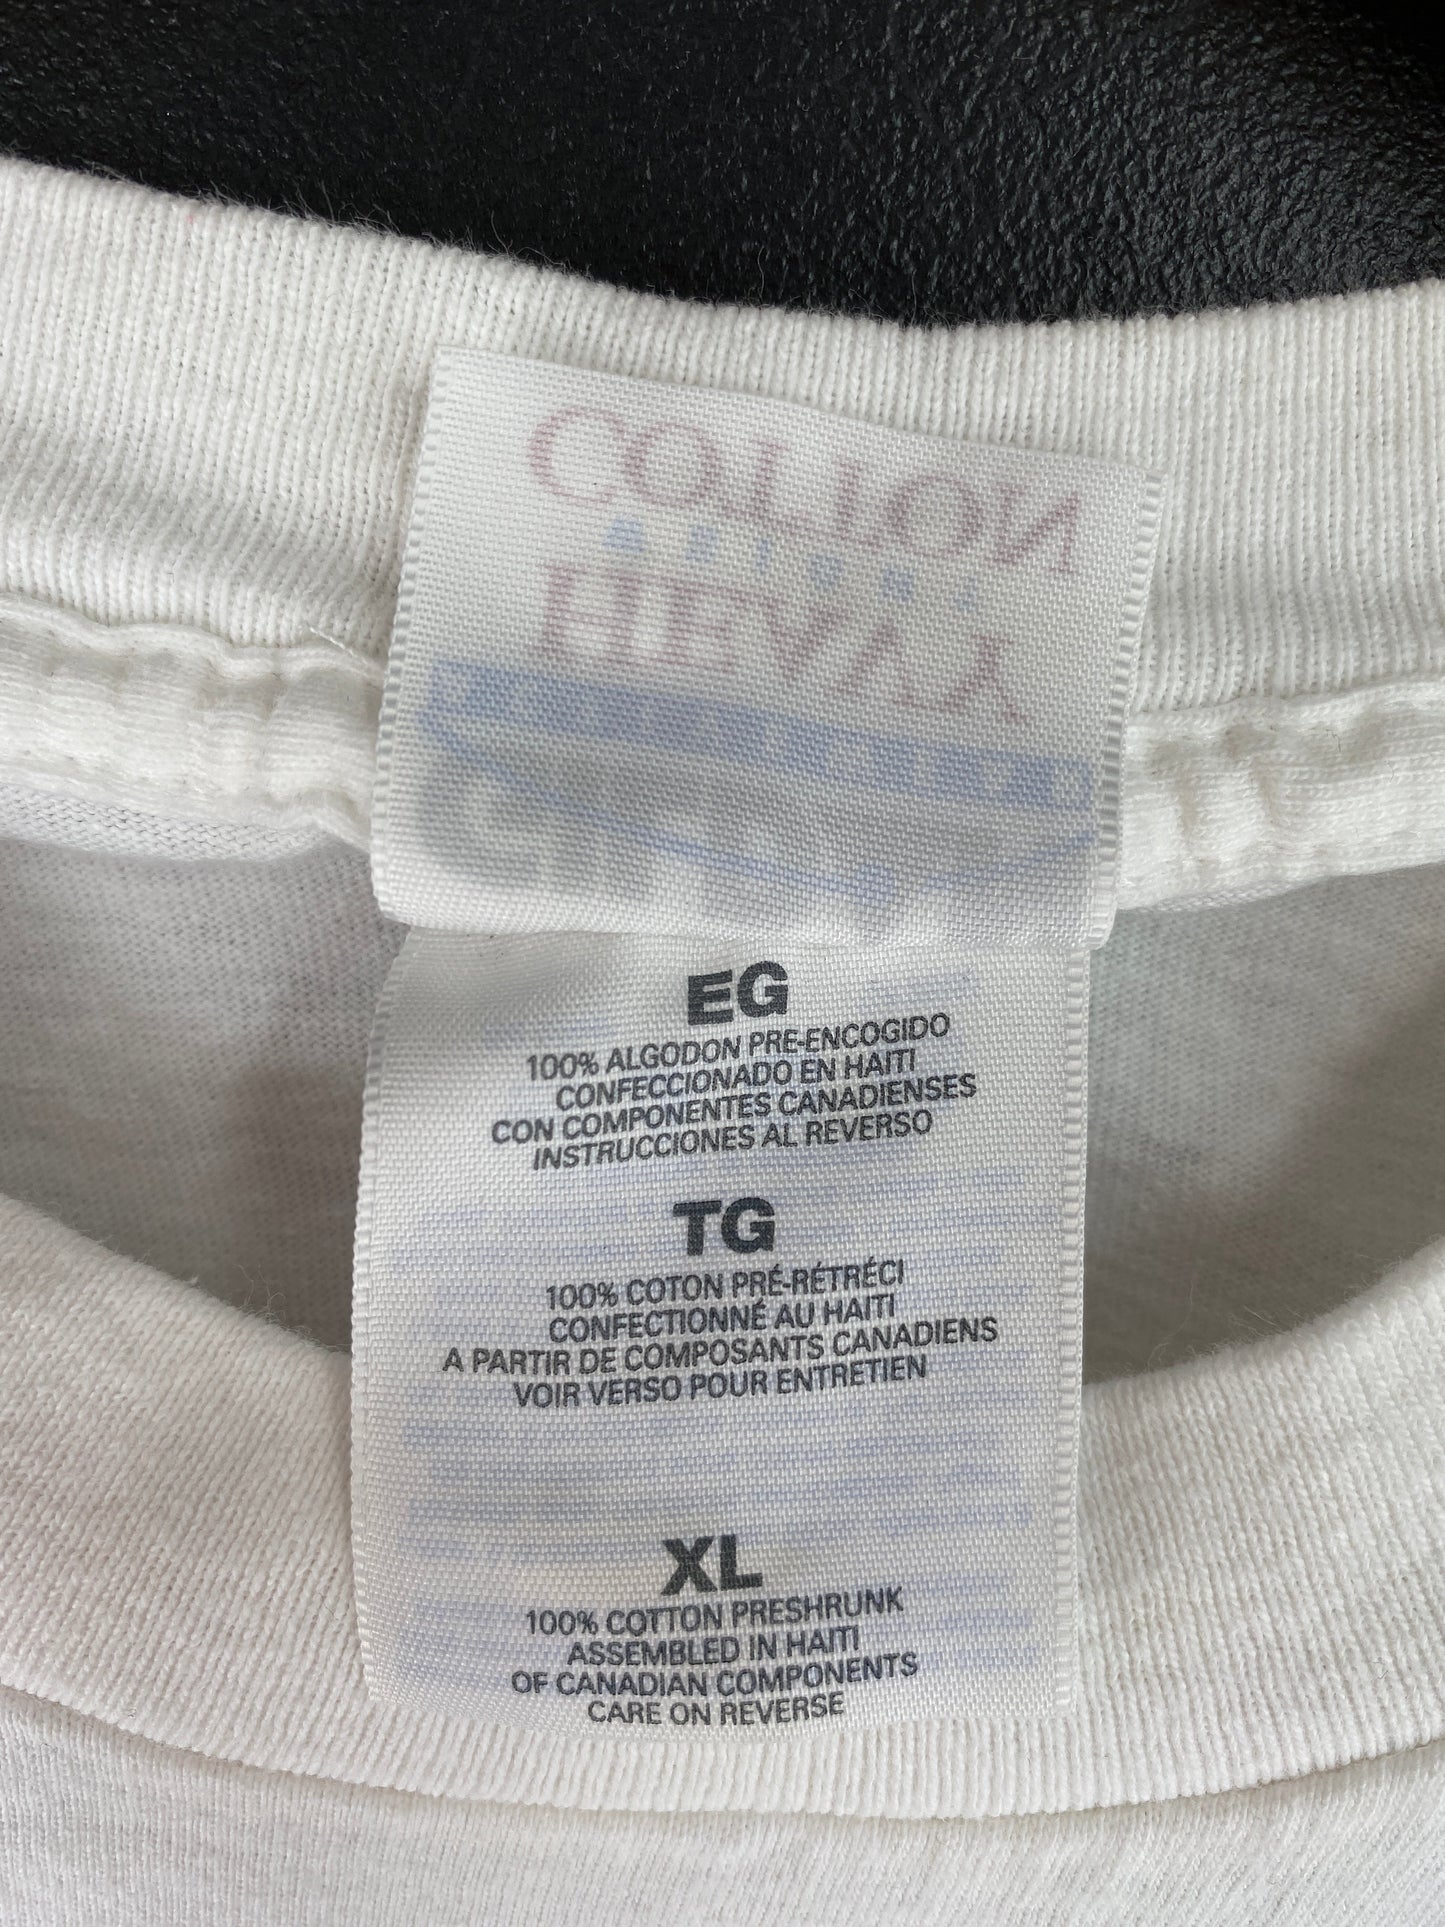 COTTON
HEAVY
EG
100% ALGODON PRE-ENCOGIDO
CONFECCIONADO EN HAITI
CON COMPONENTES CANADIENSES
INSTRUCCIONES AL REVERSO
TG
100% COTON PRÉ-RÉTRÉCI
CONFECTIONNÉ AU HAITI
A PARTIR DE COMPOSANTS CANADIENS
VOIR VERSO POUR ENTRETIEN
XL
100% COTTON PRESHRUNK
ASSEMBLED IN HAITI
OF CANADIAN COMPONENTS
CARE ON REVERSE